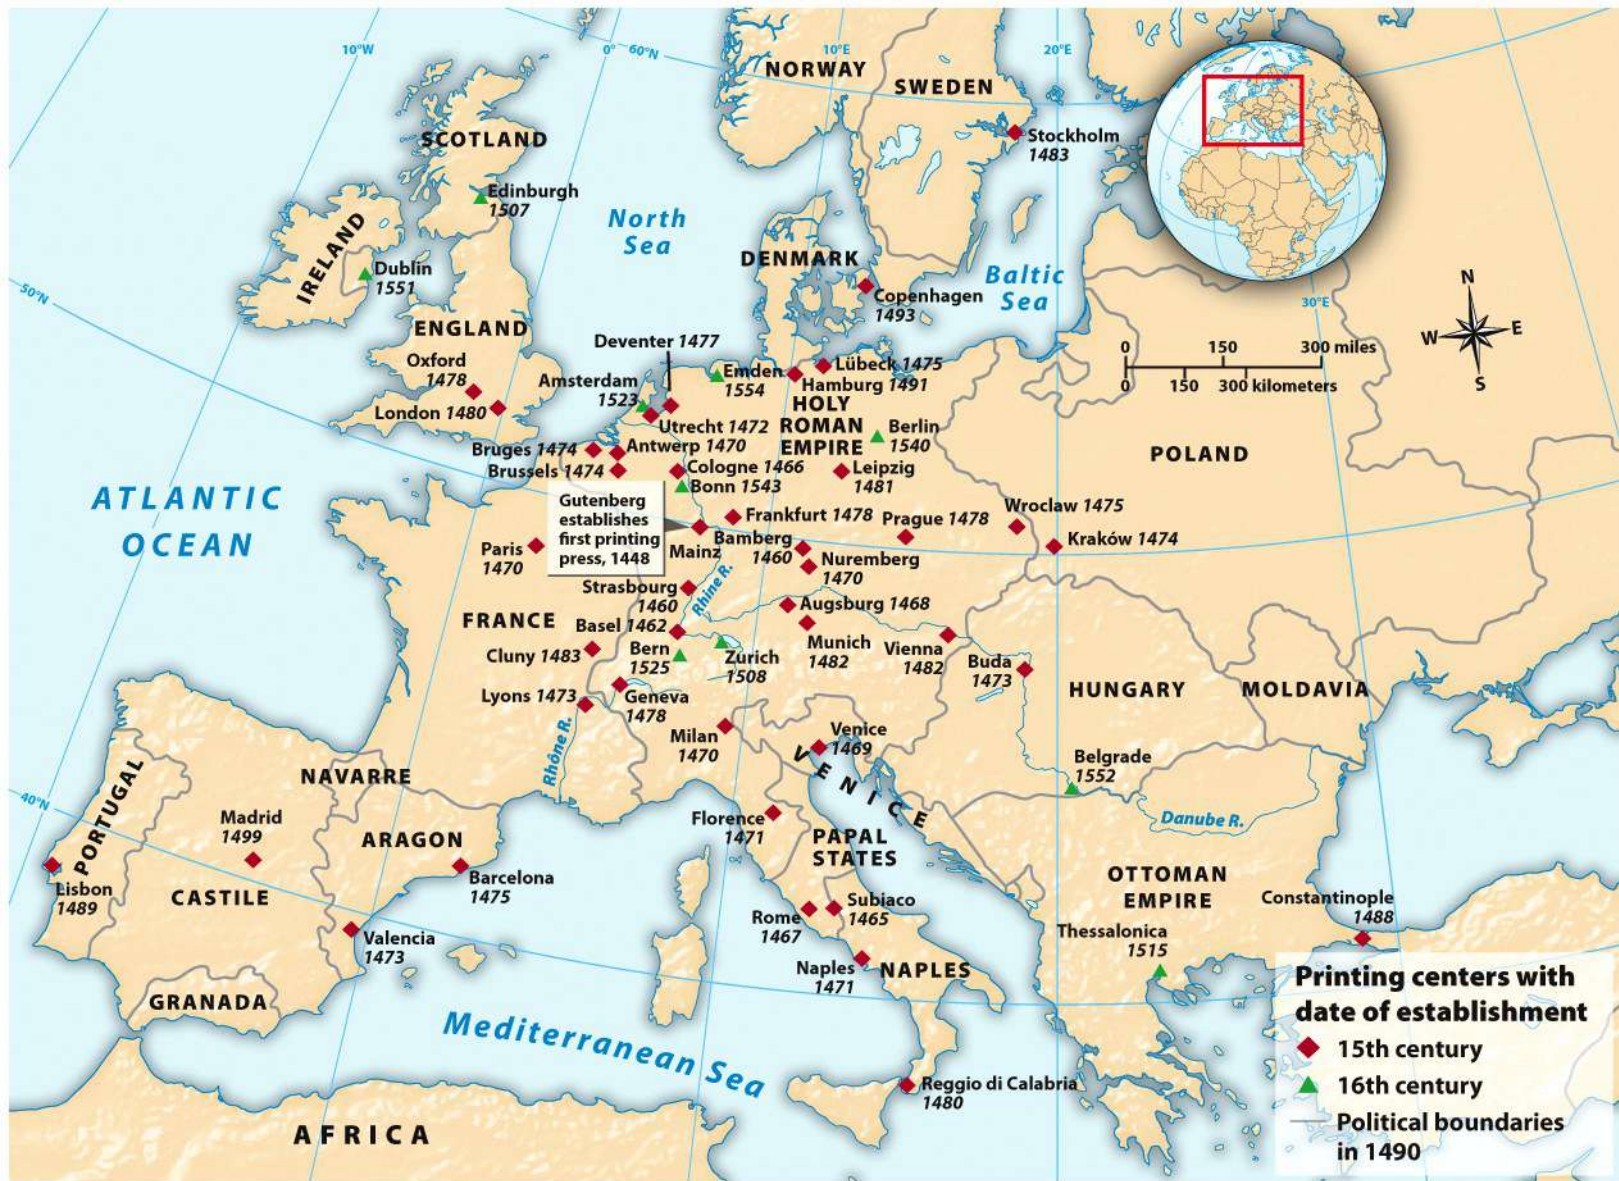 10°W
0°
60°N
10°E
20°E
NORWAY
SWEDEN
Stockholm
1483
SCOTLAND
Edinburgh
1507
North
Sea
IRELAND
Dublin
1551
DENMARK
Baltic
Sea
Copenhagen
1493
50°N
30°E
N
W
E
S
ENGLAND
Deventer 1477
0 150 300 miles
0 150 300 kilometers
Oxford
1478
London 1480
Amsterdam
1523
Emden
1554
Lübeck 1475
Hamburg 1491
HOLY
ROMAN
EMPIRE
Utrecht 1472
Berlin
1540
Bruges 1474
Antwerp 1470
Brussels 1474
Cologne 1466
Bonn 1543
Leipzig
1481
POLAND
ATLANTIC
OCEAN
Gutenberg
establishes
first printing
press, 1448
Mainz
Frankfurt 1478
Prague 1478
Wroclaw 1475
Kraków 1474
Paris
1470
Bamberg
1460
Nuremberg
1470
Strasbourg
1460
Rhine R.
Augsburg 1468
FRANCE
Basel 1462
Munich
1482
Vienna
1482
Cluny 1483
Bern
1525
Zurich
1508
Buda
1473
HUNGARY
MOLDAVIA
Lyons 1473
Geneva
1478
Rhône R.
Milan
1470
Venice
1469
VENICE
Belgrade
1552
Danube R.
40°N
PORTUGAL
NAVARRE
Madrid
1499
ARAGON
Florence
1471
PAPAL
STATES
Lisbon
1489
CASTILE
Barcelona
1475
OTTOMAN
EMPIRE
Constantinople
1488
Valencia
1473
Rome
1467
Subiaco
1465
Thessalonica
1515
Naples
1471
NAPLES
GRANADA
Mediterranean Sea
Reggio di Calabria
1480
AFRICA
Printing centers with
date of establishment
15th century
16th century
Political boundaries
in 1490